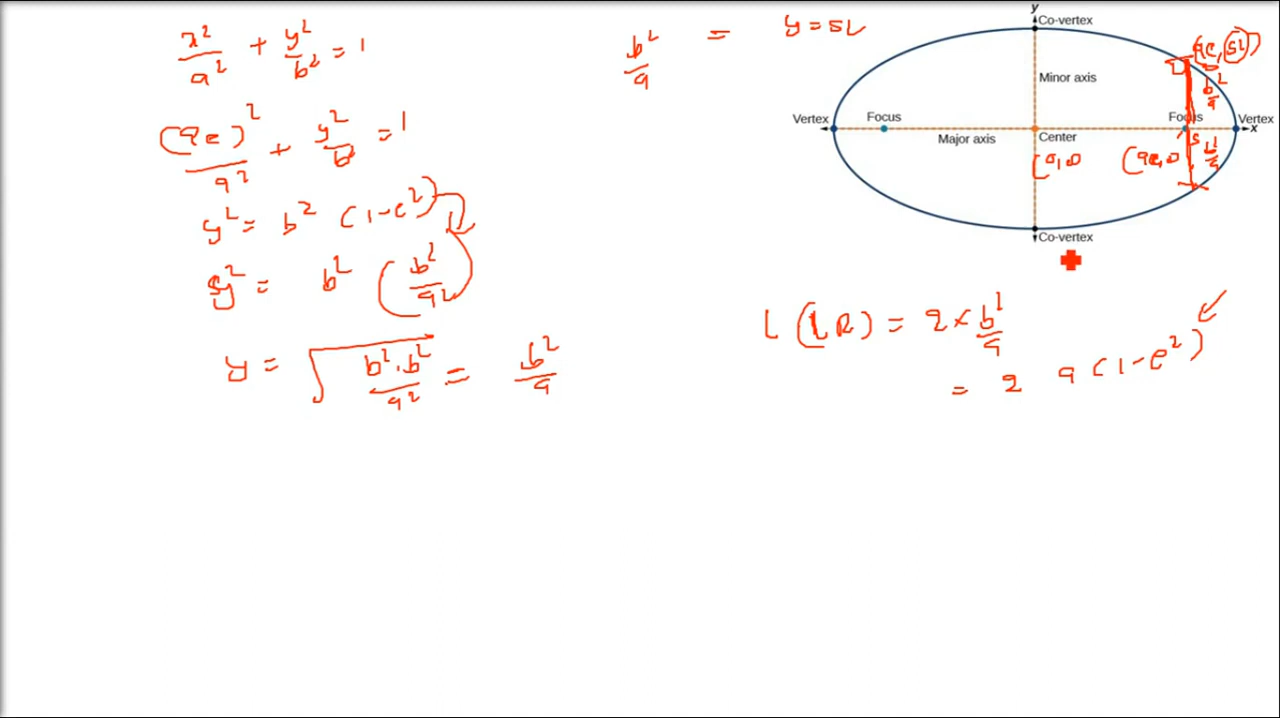 x²/a² + y²/b² = 1
(ae)²/a² + y²/b² = 1
y² = b² (1-e²)
y² = b² (b²/a²)
y = √(b².b²/a²) = b²/a
b²/a = y = SL
y
Co-vertex
(ae, SL)
Minor axis
b²/a
Vertex
Focus
Focus
Vertex
Major axis
Center
x
S
(ae, 0
b²/a
Co-vertex
L (LR) = 2 × b²/a
= 2 a (1-e²)